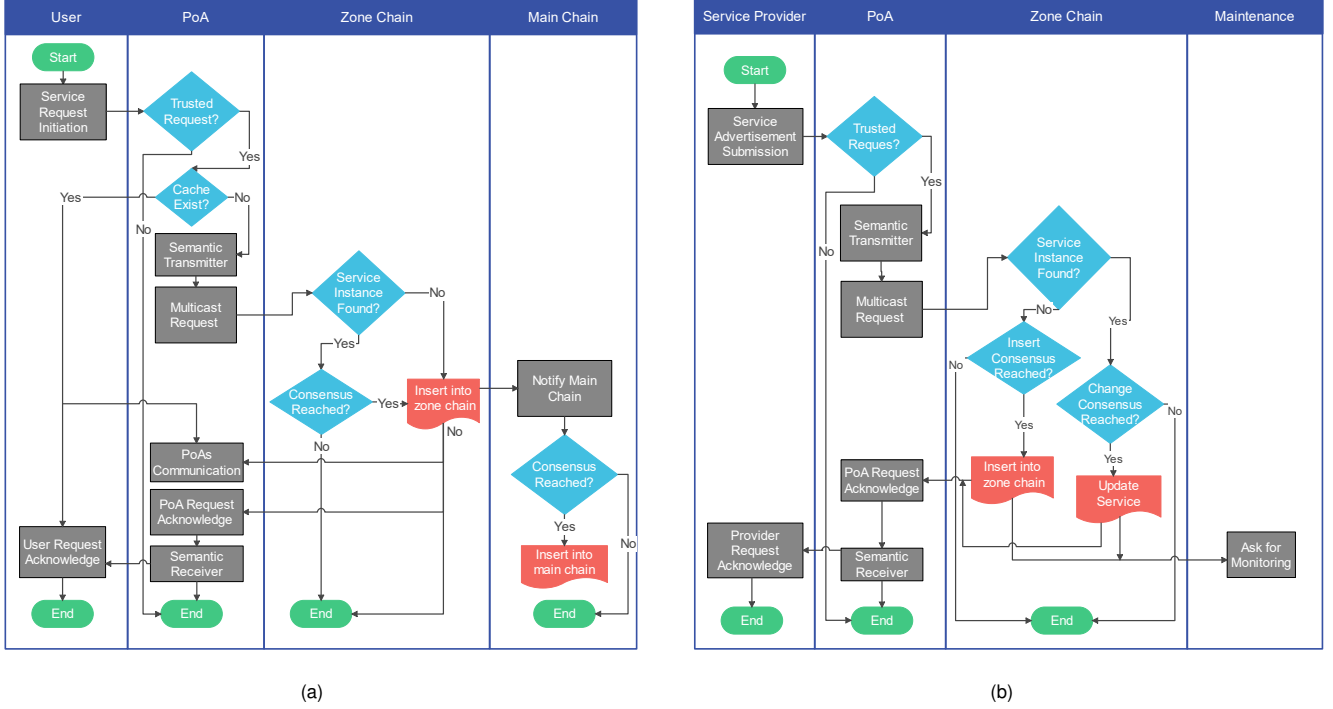 User
PoA
Zone Chain
Main Chain
Start
Service
Request
Initiation
Trusted
Request?
Yes
Cache
Exist?
Yes
No
No
Semantic
Transmitter
Multicast
Request
Service
Instance
Found?
No
Yes
Consensus
Reached?
Yes
Insert into
zone chain
No
No
Notify Main
Chain
PoAs
Communication
Consensus
Reached?
PoA Request
Acknowledge
Yes
No
User Request
Acknowledge
Semantic
Receiver
Insert into
main chain
End
End
End
End
(a)
Service Provider
PoA
Zone Chain
Maintenance
Start
Service
Advertisement
Submission
Trusted
Reques?
Yes
No
Semantic
Transmitter
Multicast
Request
Service
Instance
Found?
No
Yes
Insert
Consensus
Reached?
No
Change
Consensus
Reached?
No
Yes
Yes
PoA Request
Acknowledge
Insert into
zone chain
Update
Service
Provider
Request
Acknowledge
Semantic
Receiver
Ask for
Monitoring
End
End
End
(b)